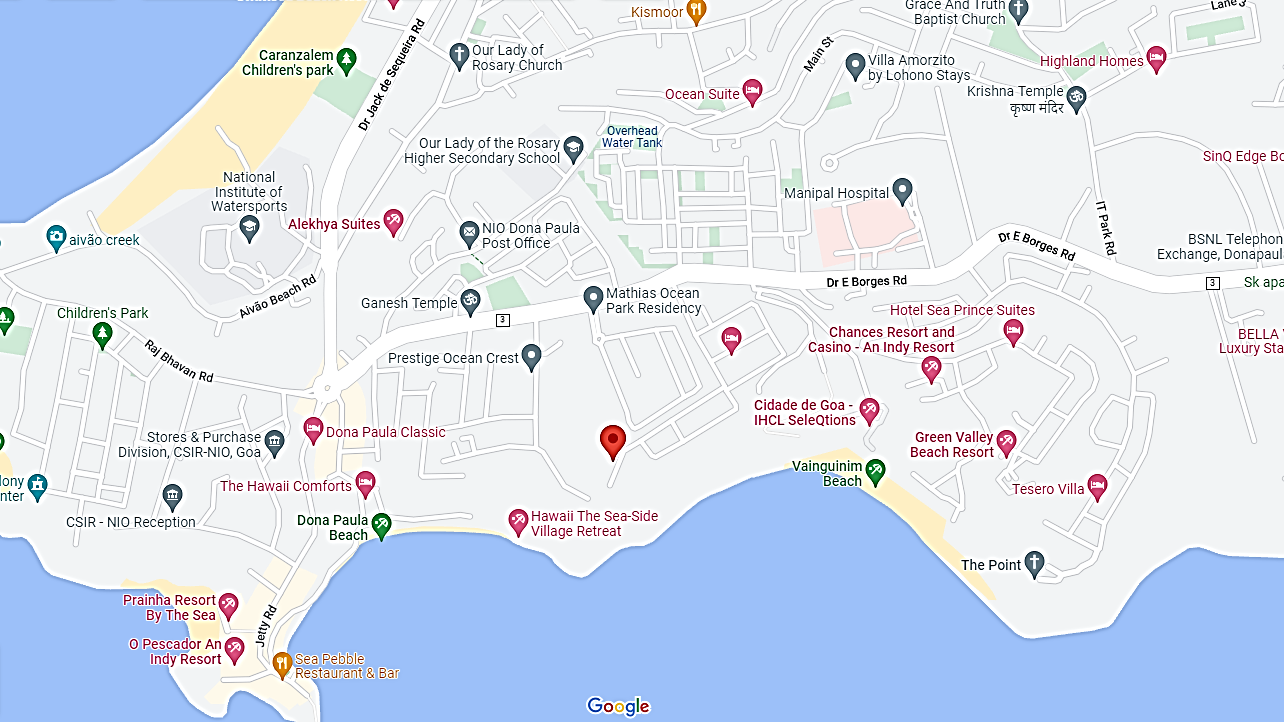 Kismoor
Grace And Truth
Baptist Church
Lane 3
Caranzalem
Children's park
Dr Jack de Sequeira Rd
Our Lady of
Rosary Church
Main St
Villa Amorzito
by Lohono Stays
Highland Homes
Ocean Suite
Krishna Temple
कृष्ण मंदिर
Our Lady of the Rosary
Higher Secondary School
Overhead
Water Tank
SinQ Edge Bo
National
Institute of
Watersports
Manipal Hospital
Alekhya Suites
NIO Dona Paula
Post Office
IT Park Rd
aivão creek
Dr E Borges Rd
BSNL Telephon
Exchange, Donapaul
Aivão Beach Rd
Dr E Borges Rd
3
Sk apa
Ganesh Temple
Mathias Ocean
Park Residency
3
Children's Park
Hotel Sea Prince Suites
Chances Resort and
Casino - An Indy Resort
BELLA
Luxury Sta
Raj Bhavan Rd
Prestige Ocean Crest
Cidade de Goa -
IHCL SeleQtions
Stores & Purchase
Division, CSIR-NIO, Goa
Dona Paula Classic
Green Valley
Beach Resort
Vainguinim
Beach
lony
enter
The Hawaii Comforts
Tesero Villa
CSIR - NIO Reception
Dona Paula
Beach
Hawaii The Sea-Side
Village Retreat
The Point
Prainha Resort
By The Sea
Jetty Rd
O Pescador An
Indy Resort
Sea Pebble
Restaurant & Bar
Google